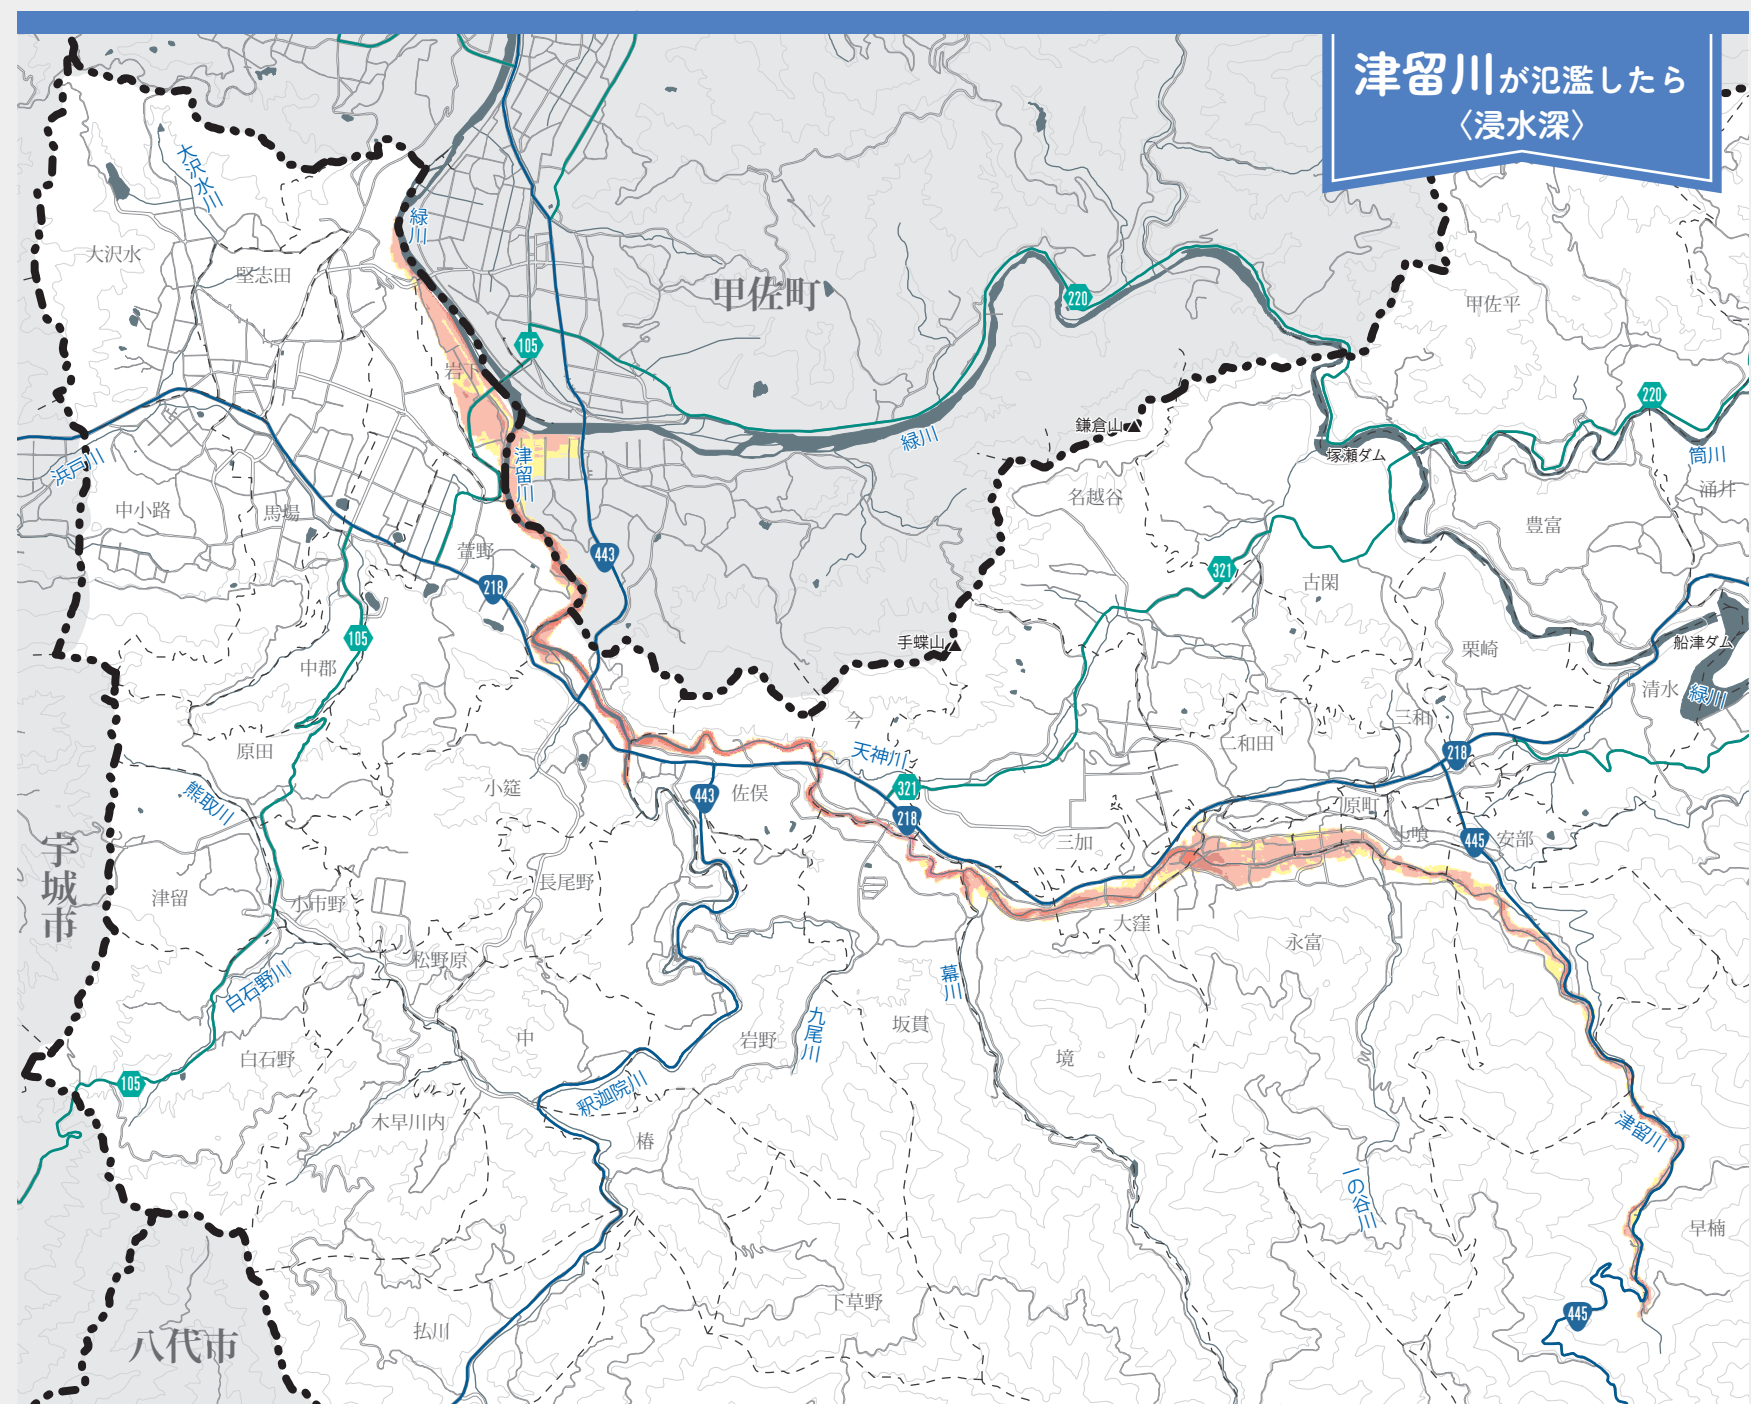 津留川が氾濫したら
〈浸水深〉
大沢水川
緑川
大沢水
堅志田
甲佐町
220
甲佐平
105
岩下
220
鎌倉山
緑川
塚瀬ダム
筒川
浜戸川
津留川
涌井
名越谷
中小路
馬場
豊富
萱野
443
321
218
古閑
105
手蝶山
栗崎
船津ダム
中郡
清水
緑川
今
三和
二和田
原田
天神川
218
小筵
321
佐俣
443
熊取川
原町
218
三加
445
安部
宇城市
長尾野
津留
小市野
大窪
永富
松野原
白石野川
幕川
九尾川
坂貫
中
岩野
白石野
境
105
釈迦院川
木早川内
津留川
椿
一の谷川
早楠
下草野
445
払川
八代市